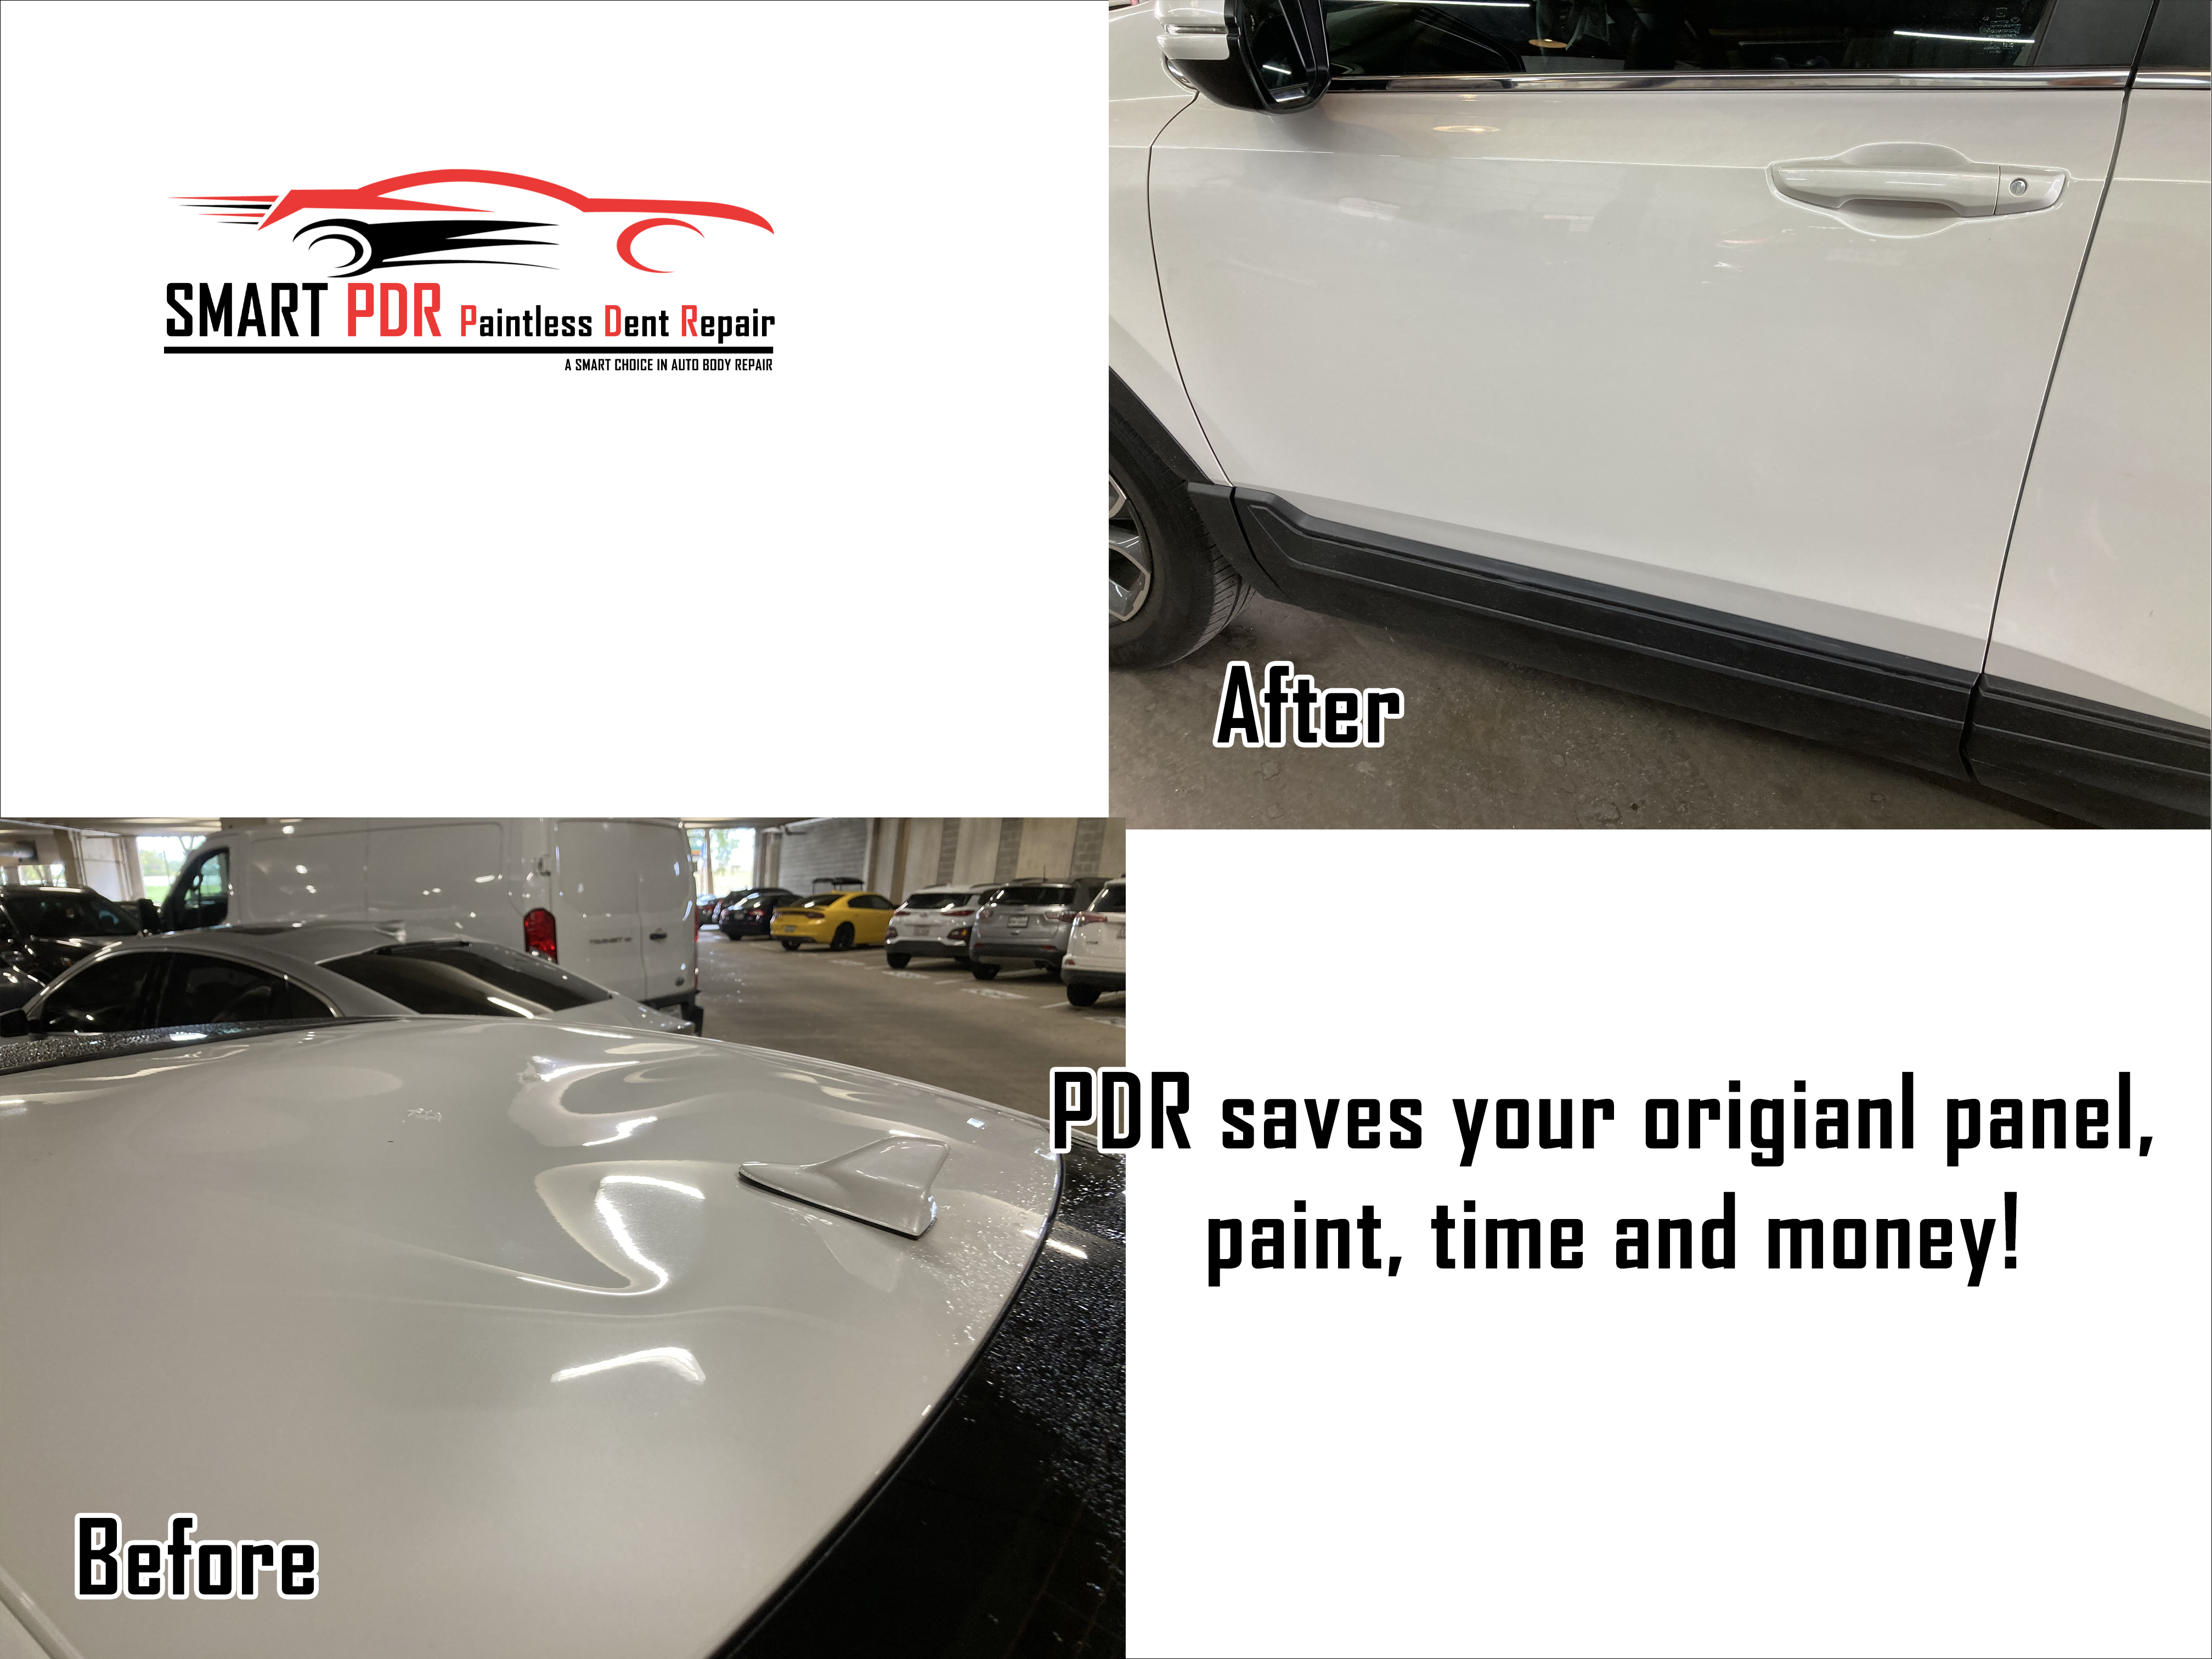 SMART PDR Paintless Dent Repair
A SMART CHOICE IN AUTO BODY REPAIR
After
PDR saves your origianl panel,
paint, time and money!
Before